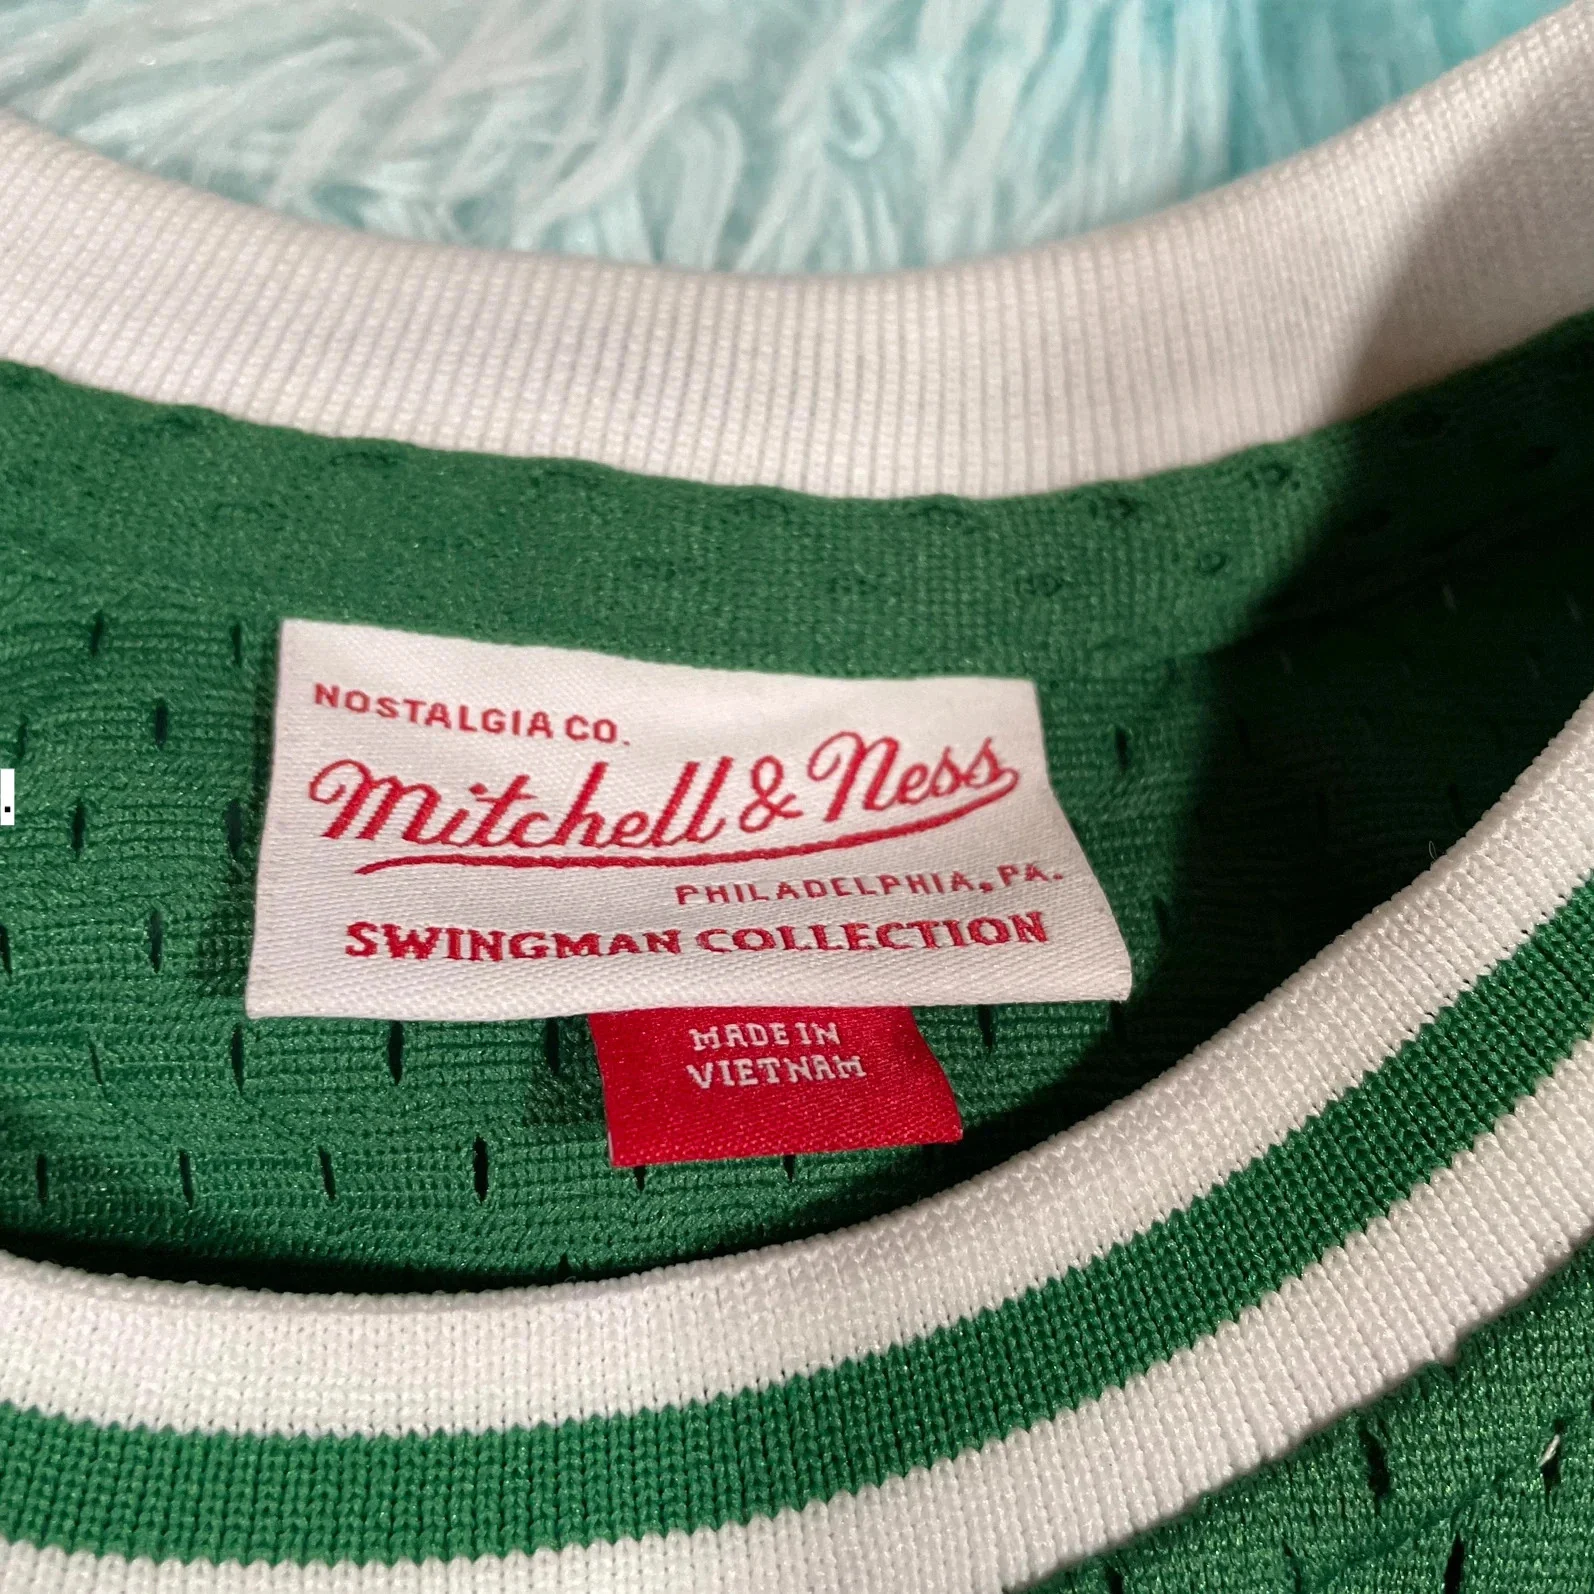 NOSTALGIA CO.
Mitchell & Ness
PHILADELPHIA, PA.
SWINGMAN COLLECTION
MADE IN
VIETNAM
.